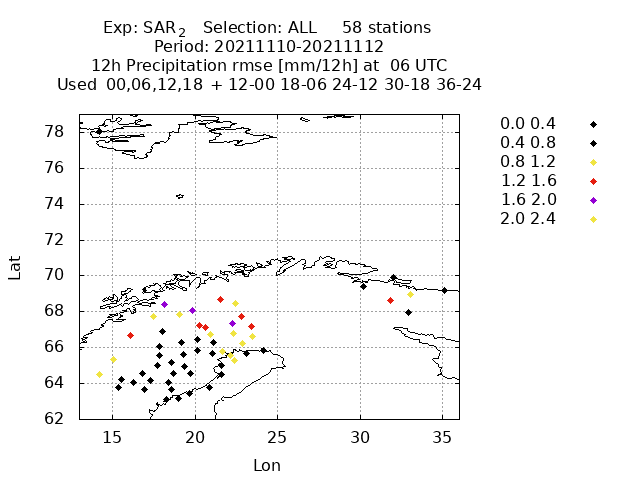 Exp: SAR2 Selection: ALL 58 stations
Period: 20211110-20211112
12h Precipitation rmse [mm/12h] at 06 UTC
Used 00,06,12,18 + 12-00 18-06 24-12 30-18 36-24
0.0 0.4
0.4 0.8
0.8 1.2
1.2 1.6
1.6 2.0
2.0 2.4
78
76
74
72
70
68
66
64
62
Lat
15 20 25 30 35
Lon